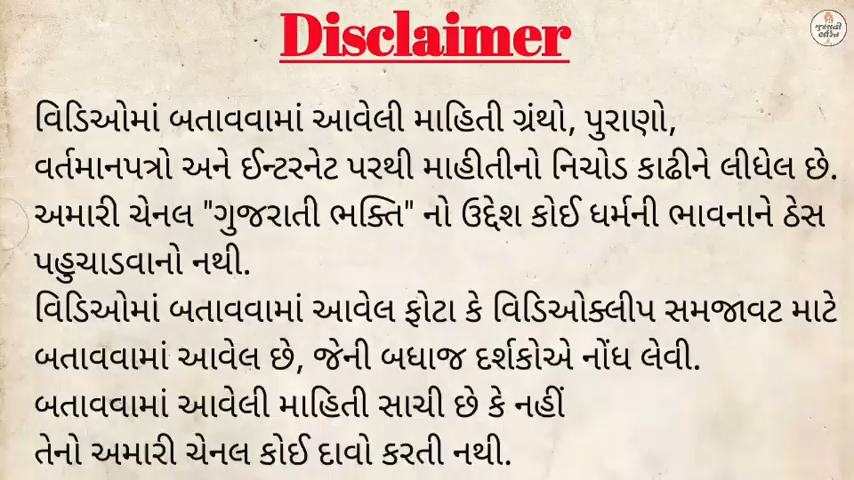 Disclaimer
વિડિઓમાં બતાવવામાં આવેલી માહિતી ગ્રંથો, પુરાણો,
વર્તમાનપત્રો અને ઈન્ટરનેટ પરથી માહીતીનો નિચોડ કાઢીને લીધેલ છે.
અમારી ચેનલ "ગુજરાતી ભક્તિ" નો ઉદ્દેશ કોઈ ધર્મની ભાવનાને ઠેસ
પહુચાડવાનો નથી.
વિડિઓમાં બતાવવામાં આવેલ ફોટા કે વિડિઓક્લીપ સમજાવટ માટે
બતાવવામાં આવેલ છે, જેની બધાજ દર્શકોએ નોંધ લેવી.
બતાવવામાં આવેલી માહિતી સાચી છે કે નહીં
તેનો અમારી ચેનલ કોઈ દાવો કરતી નથી.